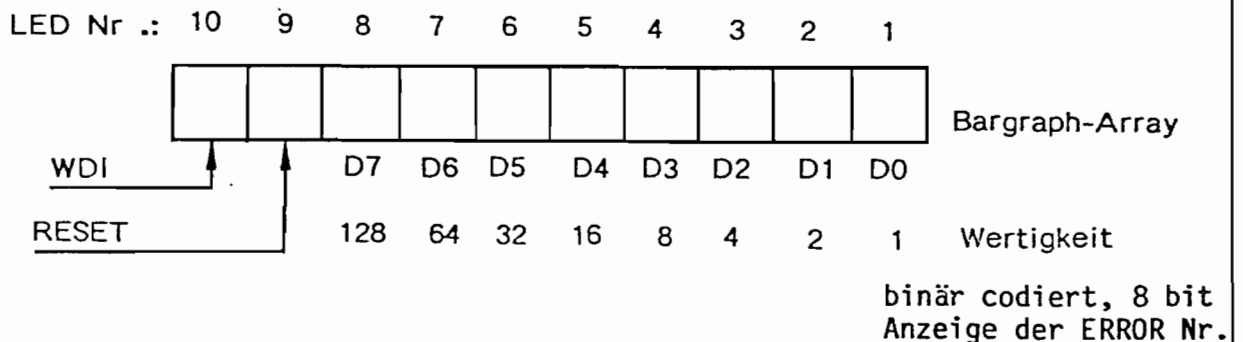 LED Nr .: 10 9 8 7 6 5 4 3 2 1
Bargraph-Array
WDI D7 D6 D5 D4 D3 D2 D1 D0
RESET 128 64 32 16 8 4 2 1 Wertigkeit
binär codiert, 8 bit
Anzeige der ERROR Nr.